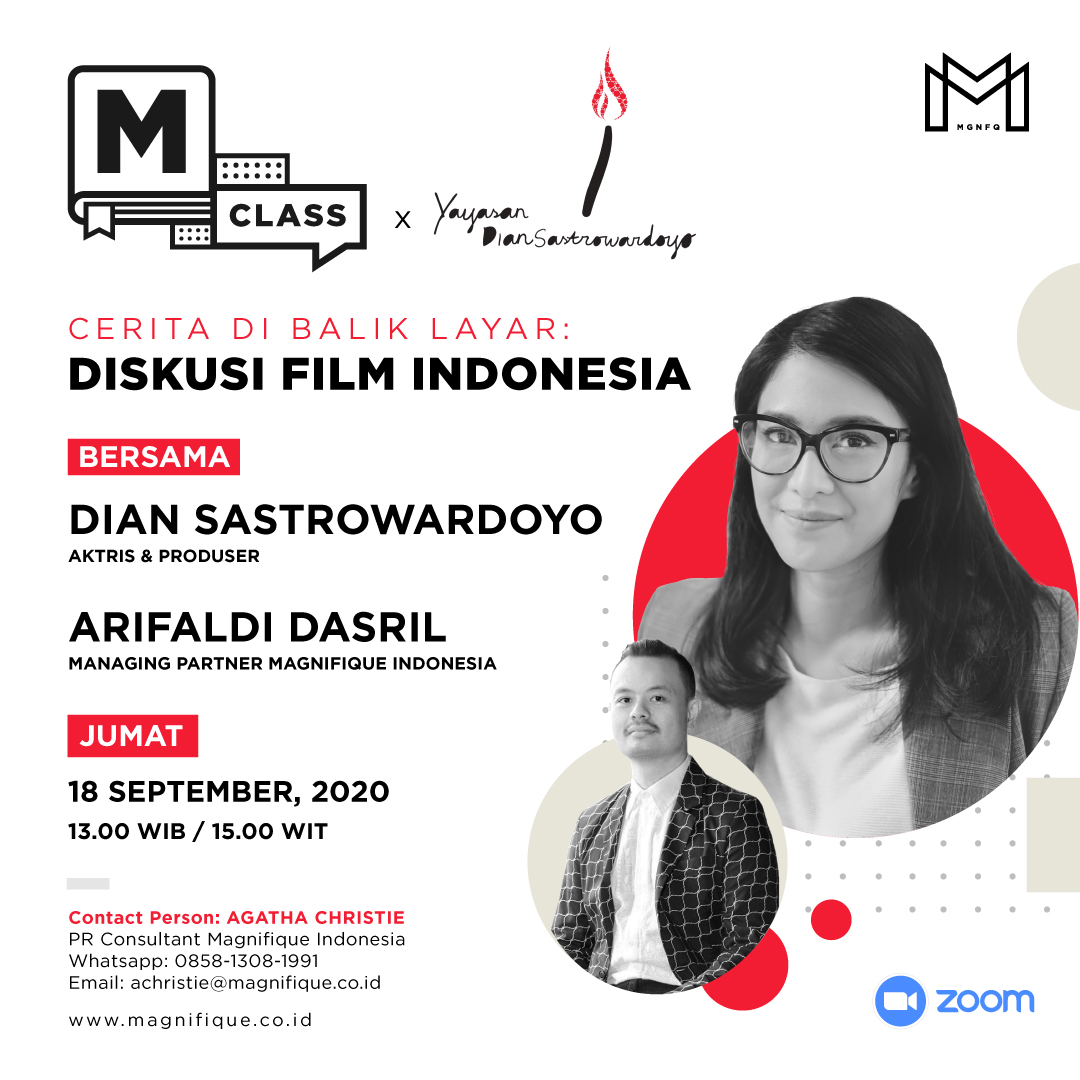 M
CLASS
x
Yayasan
Dian Sastrowardoyo
MGNFQ
CERITA DI BALIK LAYAR:
DISKUSI FILM INDONESIA
BERSAMA
DIAN SASTROWARDOYO
AKTRIS & PRODUSER
ARIFALDI DASRIL
MANAGING PARTNER MAGNIFIQUE INDONESIA
JUMAT
18 SEPTEMBER, 2020
13.00 WIB / 15.00 WIT
Contact Person: AGATHA CHRISTIE
PR Consultant Magnifique Indonesia
Whatsapp: 0858-1308-1991
Email: achristie@magnifique.co.id
www.magnifique.co.id
zoom